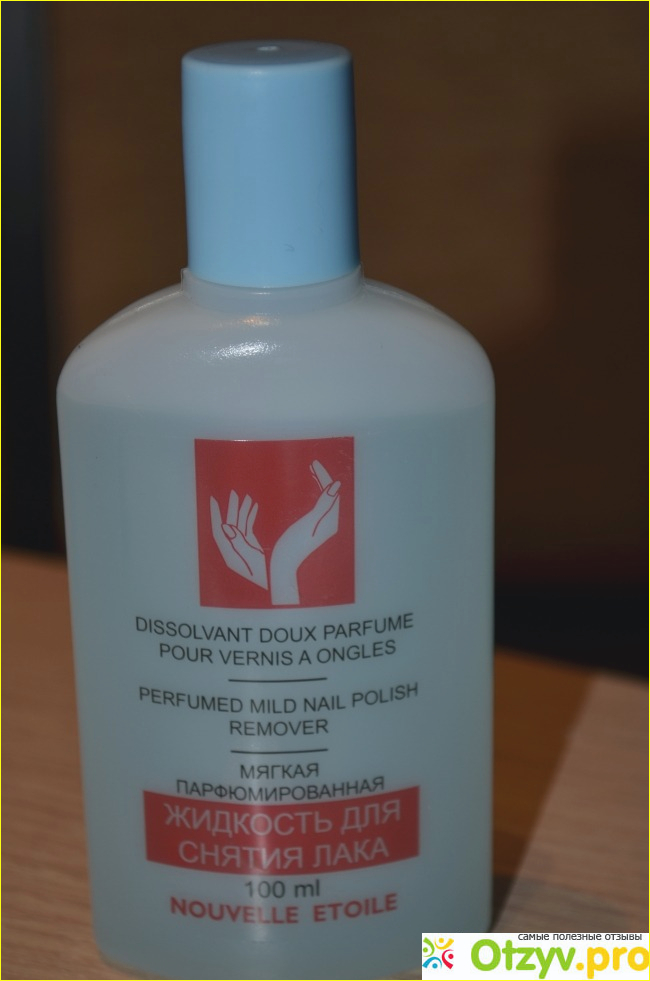 DISSOLVANT DOUX PARFUME
POUR VERNIS A ONGLES
PERFUMED MILD NAIL POLISH
REMOVER
МЯГКАЯ
ПАРФЮМИРОВАННАЯ
ЖИДКОСТЬ ДЛЯ
СНЯТИЯ ЛАКА
100 ml
NOUVELLE ETOILE
самые полезные отзывы
Otzyv.pro